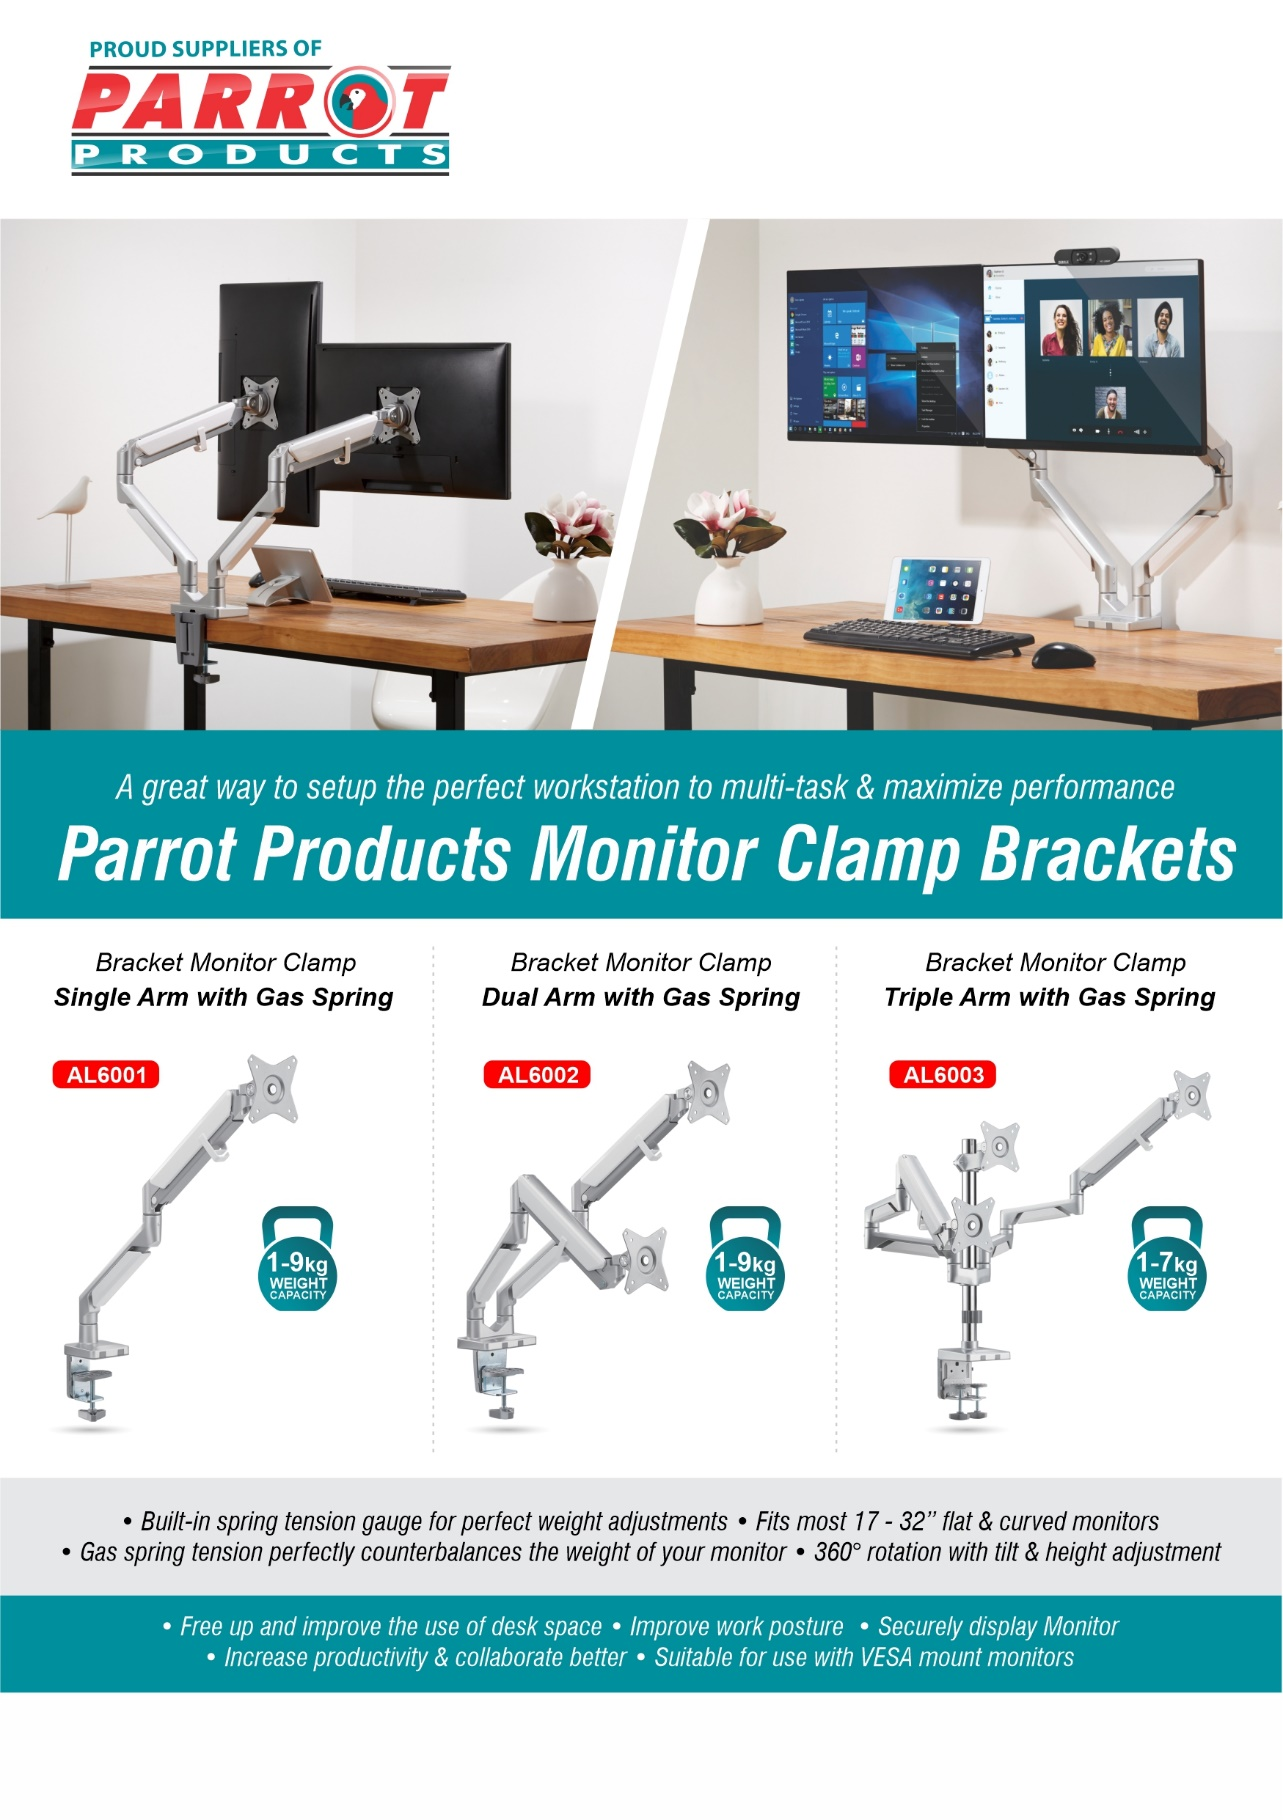 PROUD SUPPLIERS OF
PARROT
PRODUCTS
A great way to setup the perfect workstation to multi-task & maximize performance
Parrot Products Monitor Clamp Brackets
Bracket Monitor Clamp
Single Arm with Gas Spring
AL6001
1-9kg
WEIGHT
CAPACITY
Bracket Monitor Clamp
Dual Arm with Gas Spring
AL6002
1-9kg
WEIGHT
CAPACITY
Bracket Monitor Clamp
Triple Arm with Gas Spring
AL6003
1-7kg
WEIGHT
CAPACITY
• Built-in spring tension gauge for perfect weight adjustments • Fits most 17 - 32” flat & curved monitors
• Gas spring tension perfectly counterbalances the weight of your monitor • 360° rotation with tilt & height adjustment
• Free up and improve the use of desk space • Improve work posture • Securely display Monitor
• Increase productivity & collaborate better • Suitable for use with VESA mount monitors